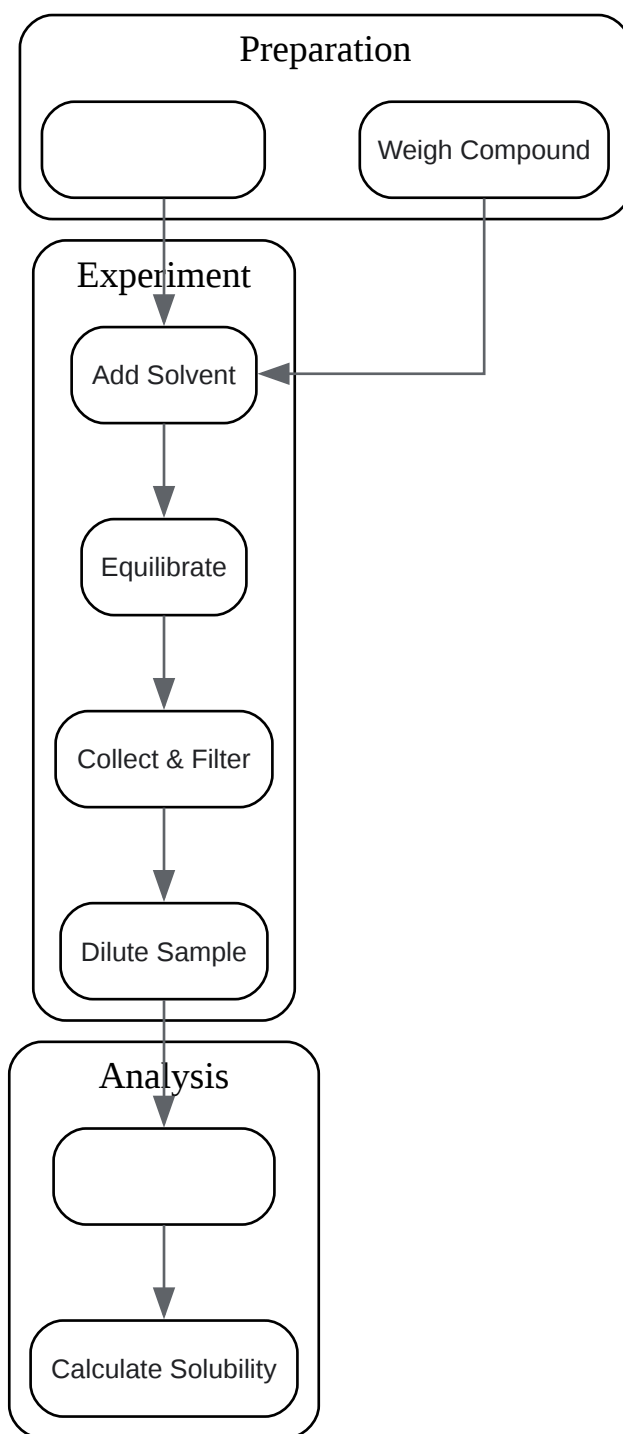 Preparation
Weigh Compound
Experiment
Add Solvent
Equilibrate
Collect & Filter
Dilute Sample
Analysis
Calculate Solubility